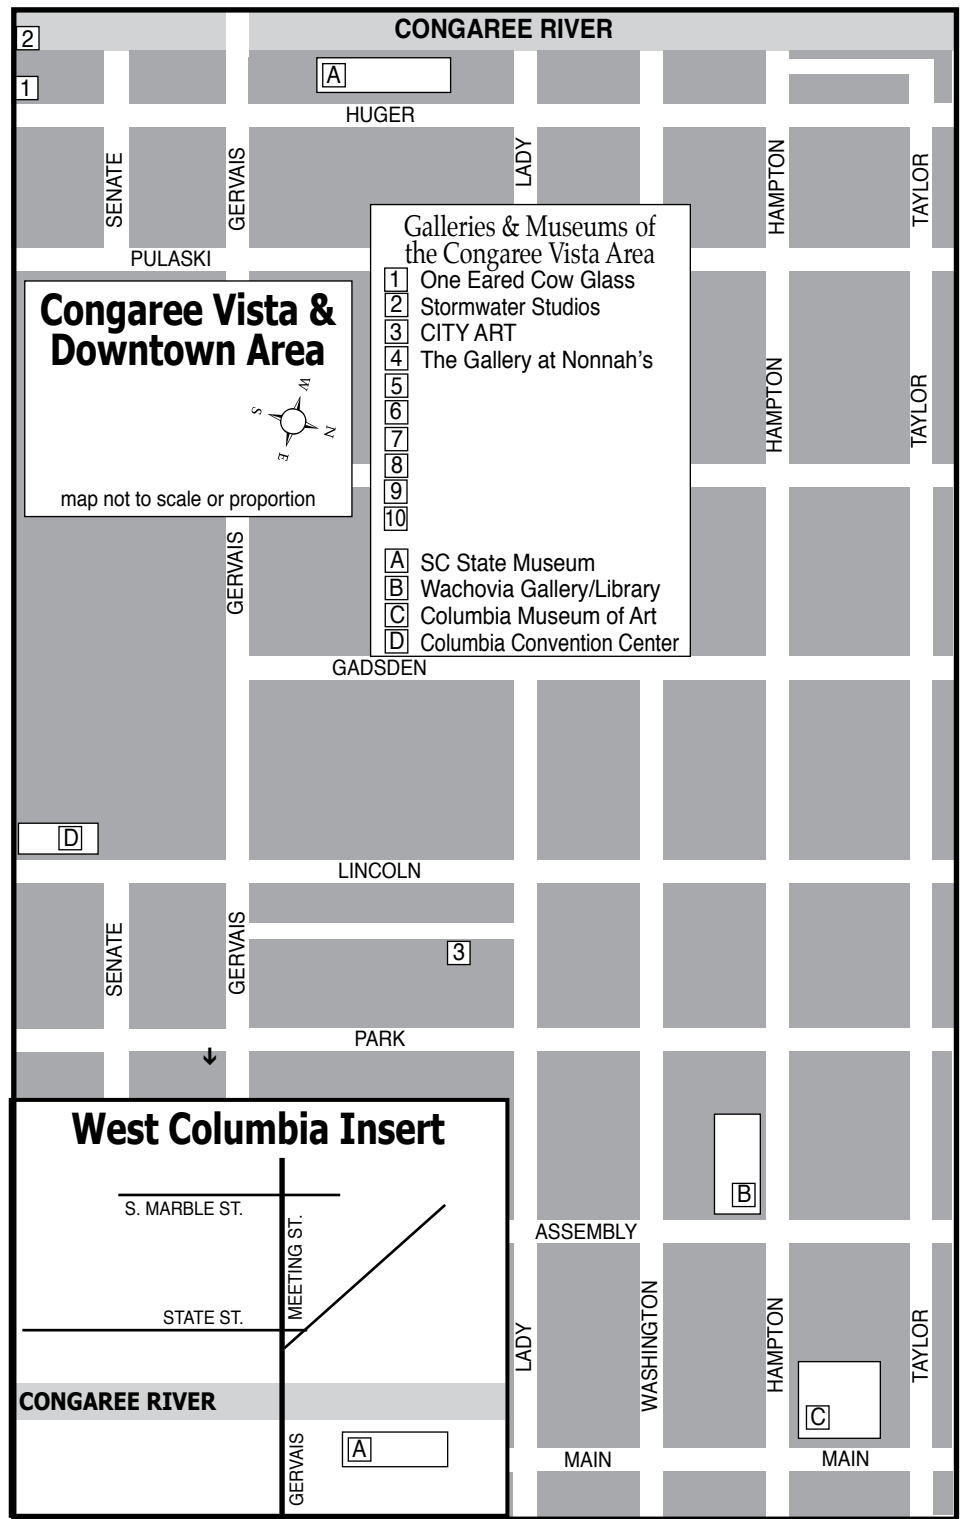 CONGAREE RIVER
2
A
1
HUGER
SENATE
GERVAIS
LADY
HAMPTON
TAYLOR
PULASKI
Galleries & Museums of
the Congaree Vista Area
1 One Eared Cow Glass
2 Stormwater Studios
3 CITY ART
4 The Gallery at Nonnah's
5
6
7
8
9
10
A SC State Museum
B Wachovia Gallery/Library
C Columbia Museum of Art
D Columbia Convention Center
Congaree Vista &
Downtown Area
W
S
N
E
map not to scale or proportion
HAMPTON
TAYLOR
GERVAIS
GADSDEN
D
LINCOLN
SENATE
GERVAIS
3
PARK
West Columbia Insert
S. MARBLE ST.
MEETING ST.
STATE ST.
CONGAREE RIVER
GERVAIS
A
B
ASSEMBLY
LADY
WASHINGTON
HAMPTON
TAYLOR
C
MAIN
MAIN